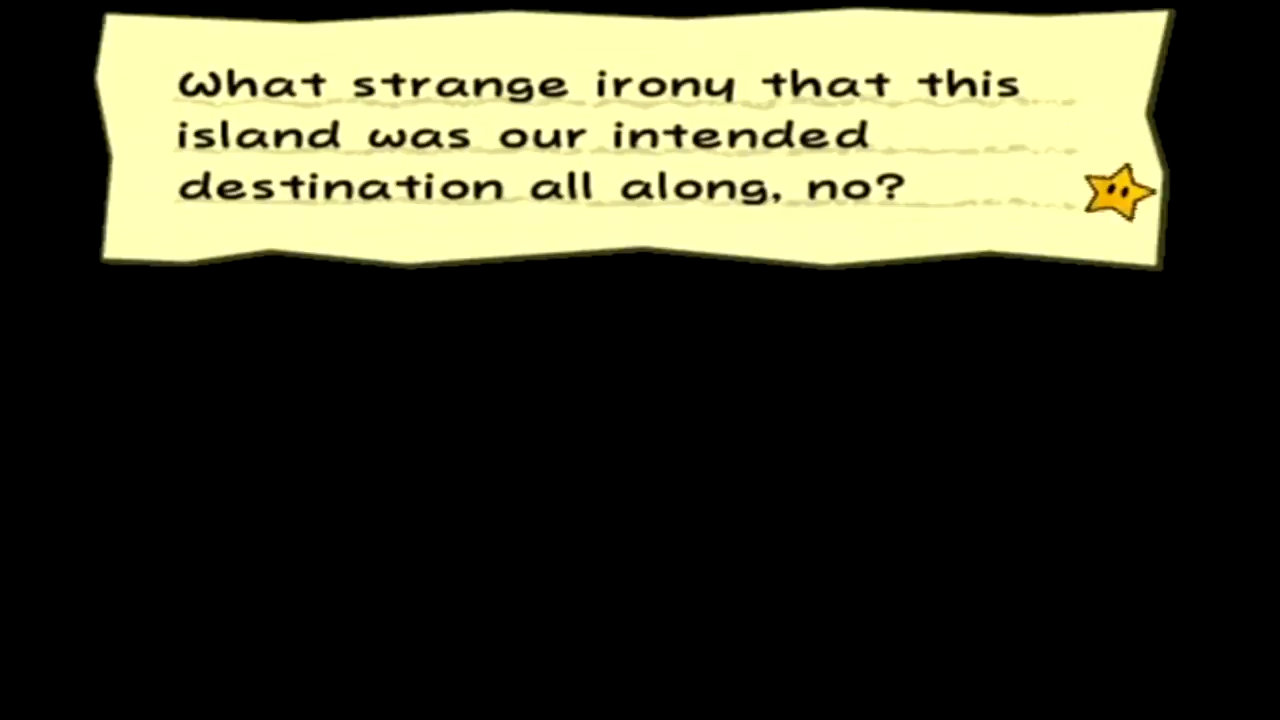 What strange irony that this
island was our intended
destination all along, no?